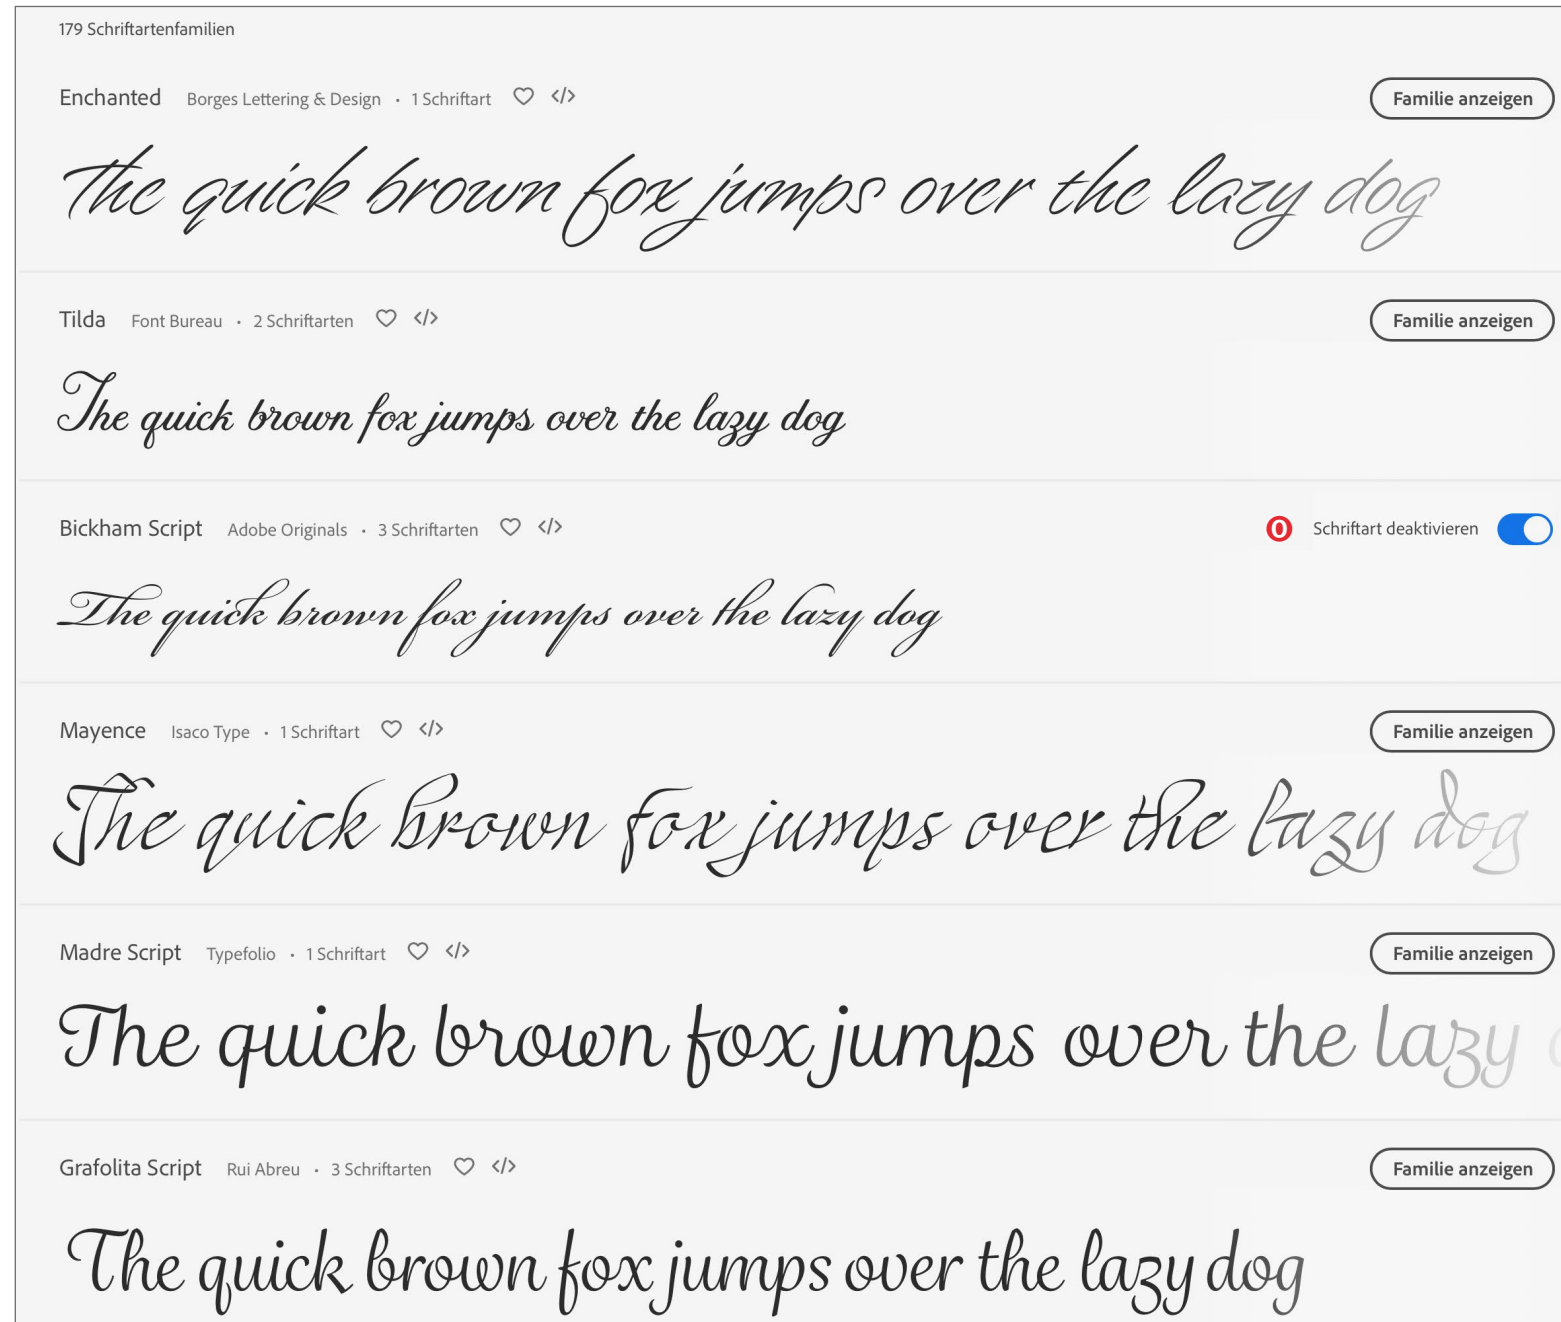 179 Schriftartenfamilien
Enchanted Borges Lettering & Design • 1 Schriftart </> Familie anzeigen
The quick brown fox jumps over the lazy dog
Tilda Font Bureau • 2 Schriftarten </> Familie anzeigen
The quick brown fox jumps over the lazy dog
Bickham Script Adobe Originals • 3 Schriftarten </> 0 Schriftart deaktivieren
The quick brown fox jumps over the lazy dog
Mayence Isaco Type • 1 Schriftart </> Familie anzeigen
The quick brown fox jumps over the lazy dog
Madre Script Typefolio • 1 Schriftart </> Familie anzeigen
The quick brown fox jumps over the lazy
Grafolita Script Rui Abreu • 3 Schriftarten </> Familie anzeigen
The quick brown fox jumps over the lazy dog